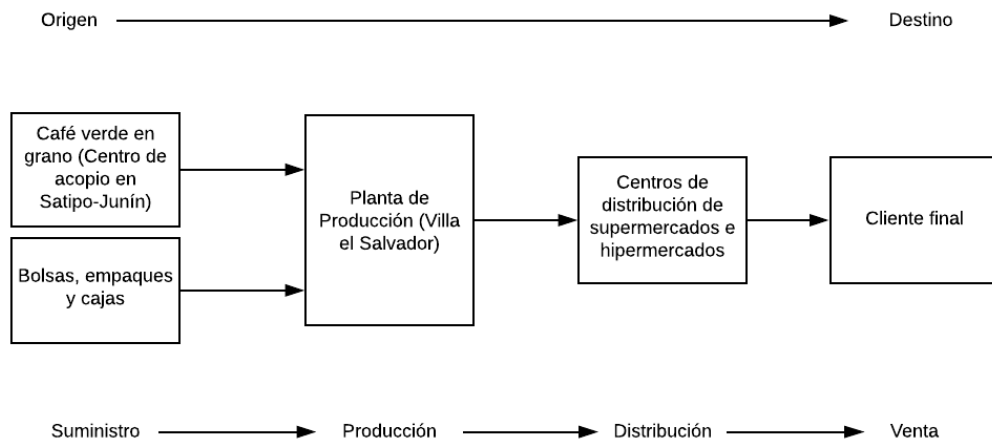 Origen
Destino
Café verde en
grano (Centro de
acopio en
Satipo-Junín)
Bolsas, empaques
y cajas
Planta de
Producción (Villa
el Salvador)
Centros de
distribución de
supermercados e
hipermercados
Cliente final
Suministro
Producción
Distribución
Venta